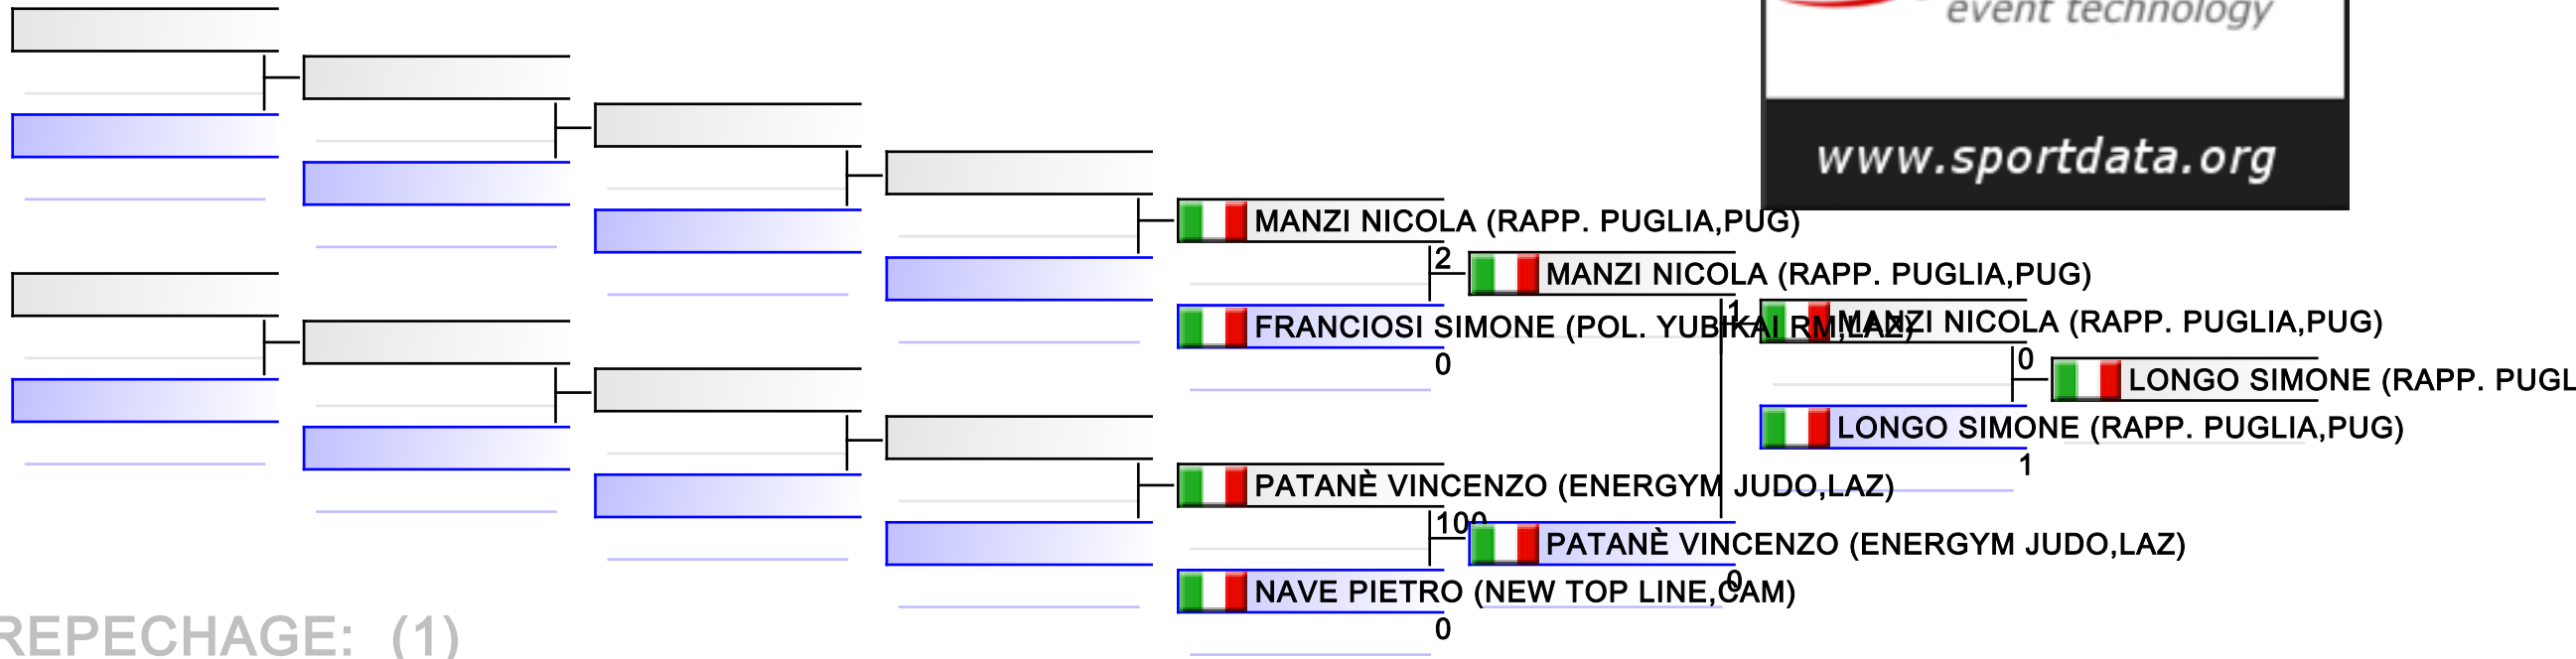 event technology
www.sportdata.org
MANZI NICOLA (RAPP. PUGLIA,PUG)
2
MANZI NICOLA (RAPP. PUGLIA,PUG)
FRANCIOSI SIMONE (POL. YUBIKAI RM,LAZ)
0
1
MANZI NICOLA (RAPP. PUGLIA,PUG)
0
LONGO SIMONE (RAPP. PUGL
LONGO SIMONE (RAPP. PUGLIA,PUG)
1
PATANÈ VINCENZO (ENERGYM JUDO,LAZ)
100
PATANÈ VINCENZO (ENERGYM JUDO,LAZ)
0
NAVE PIETRO (NEW TOP LINE,CAM)
0
REPECHAGE: (1)